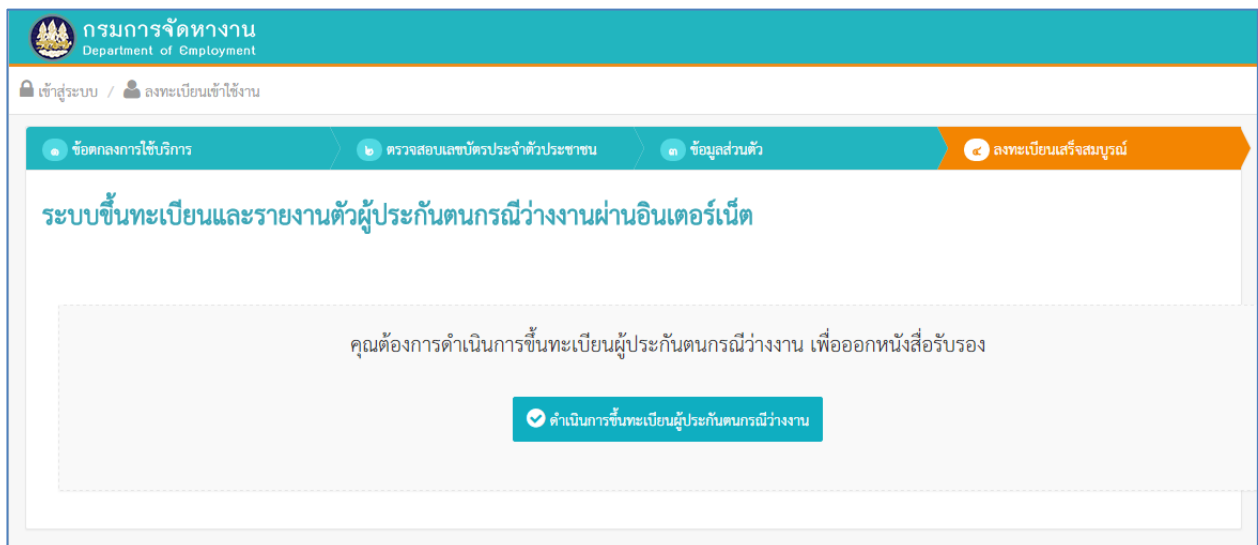 กรมการจัดหางาน
Department of Employment
เข้าสู่ระบบ / ลงทะเบียนเข้าใช้งาน
๑ ข้อตกลงการใช้บริการ ๒ ตรวจสอบเลขบัตรประจำตัวประชาชน ๓ ข้อมูลส่วนตัว ๔ ลงทะเบียนเสร็จสมบูรณ์
ระบบขึ้นทะเบียนและรายงานตัวผู้ประกันตนกรณีว่างงานผ่านอินเตอร์เน็ต
คุณต้องการดำเนินการขึ้นทะเบียนผู้ประกันตนกรณีว่างงาน เพื่อออกหนังสื่อรับรอง
ดำเนินการขึ้นทะเบียนผู้ประกันตนกรณีว่างงาน